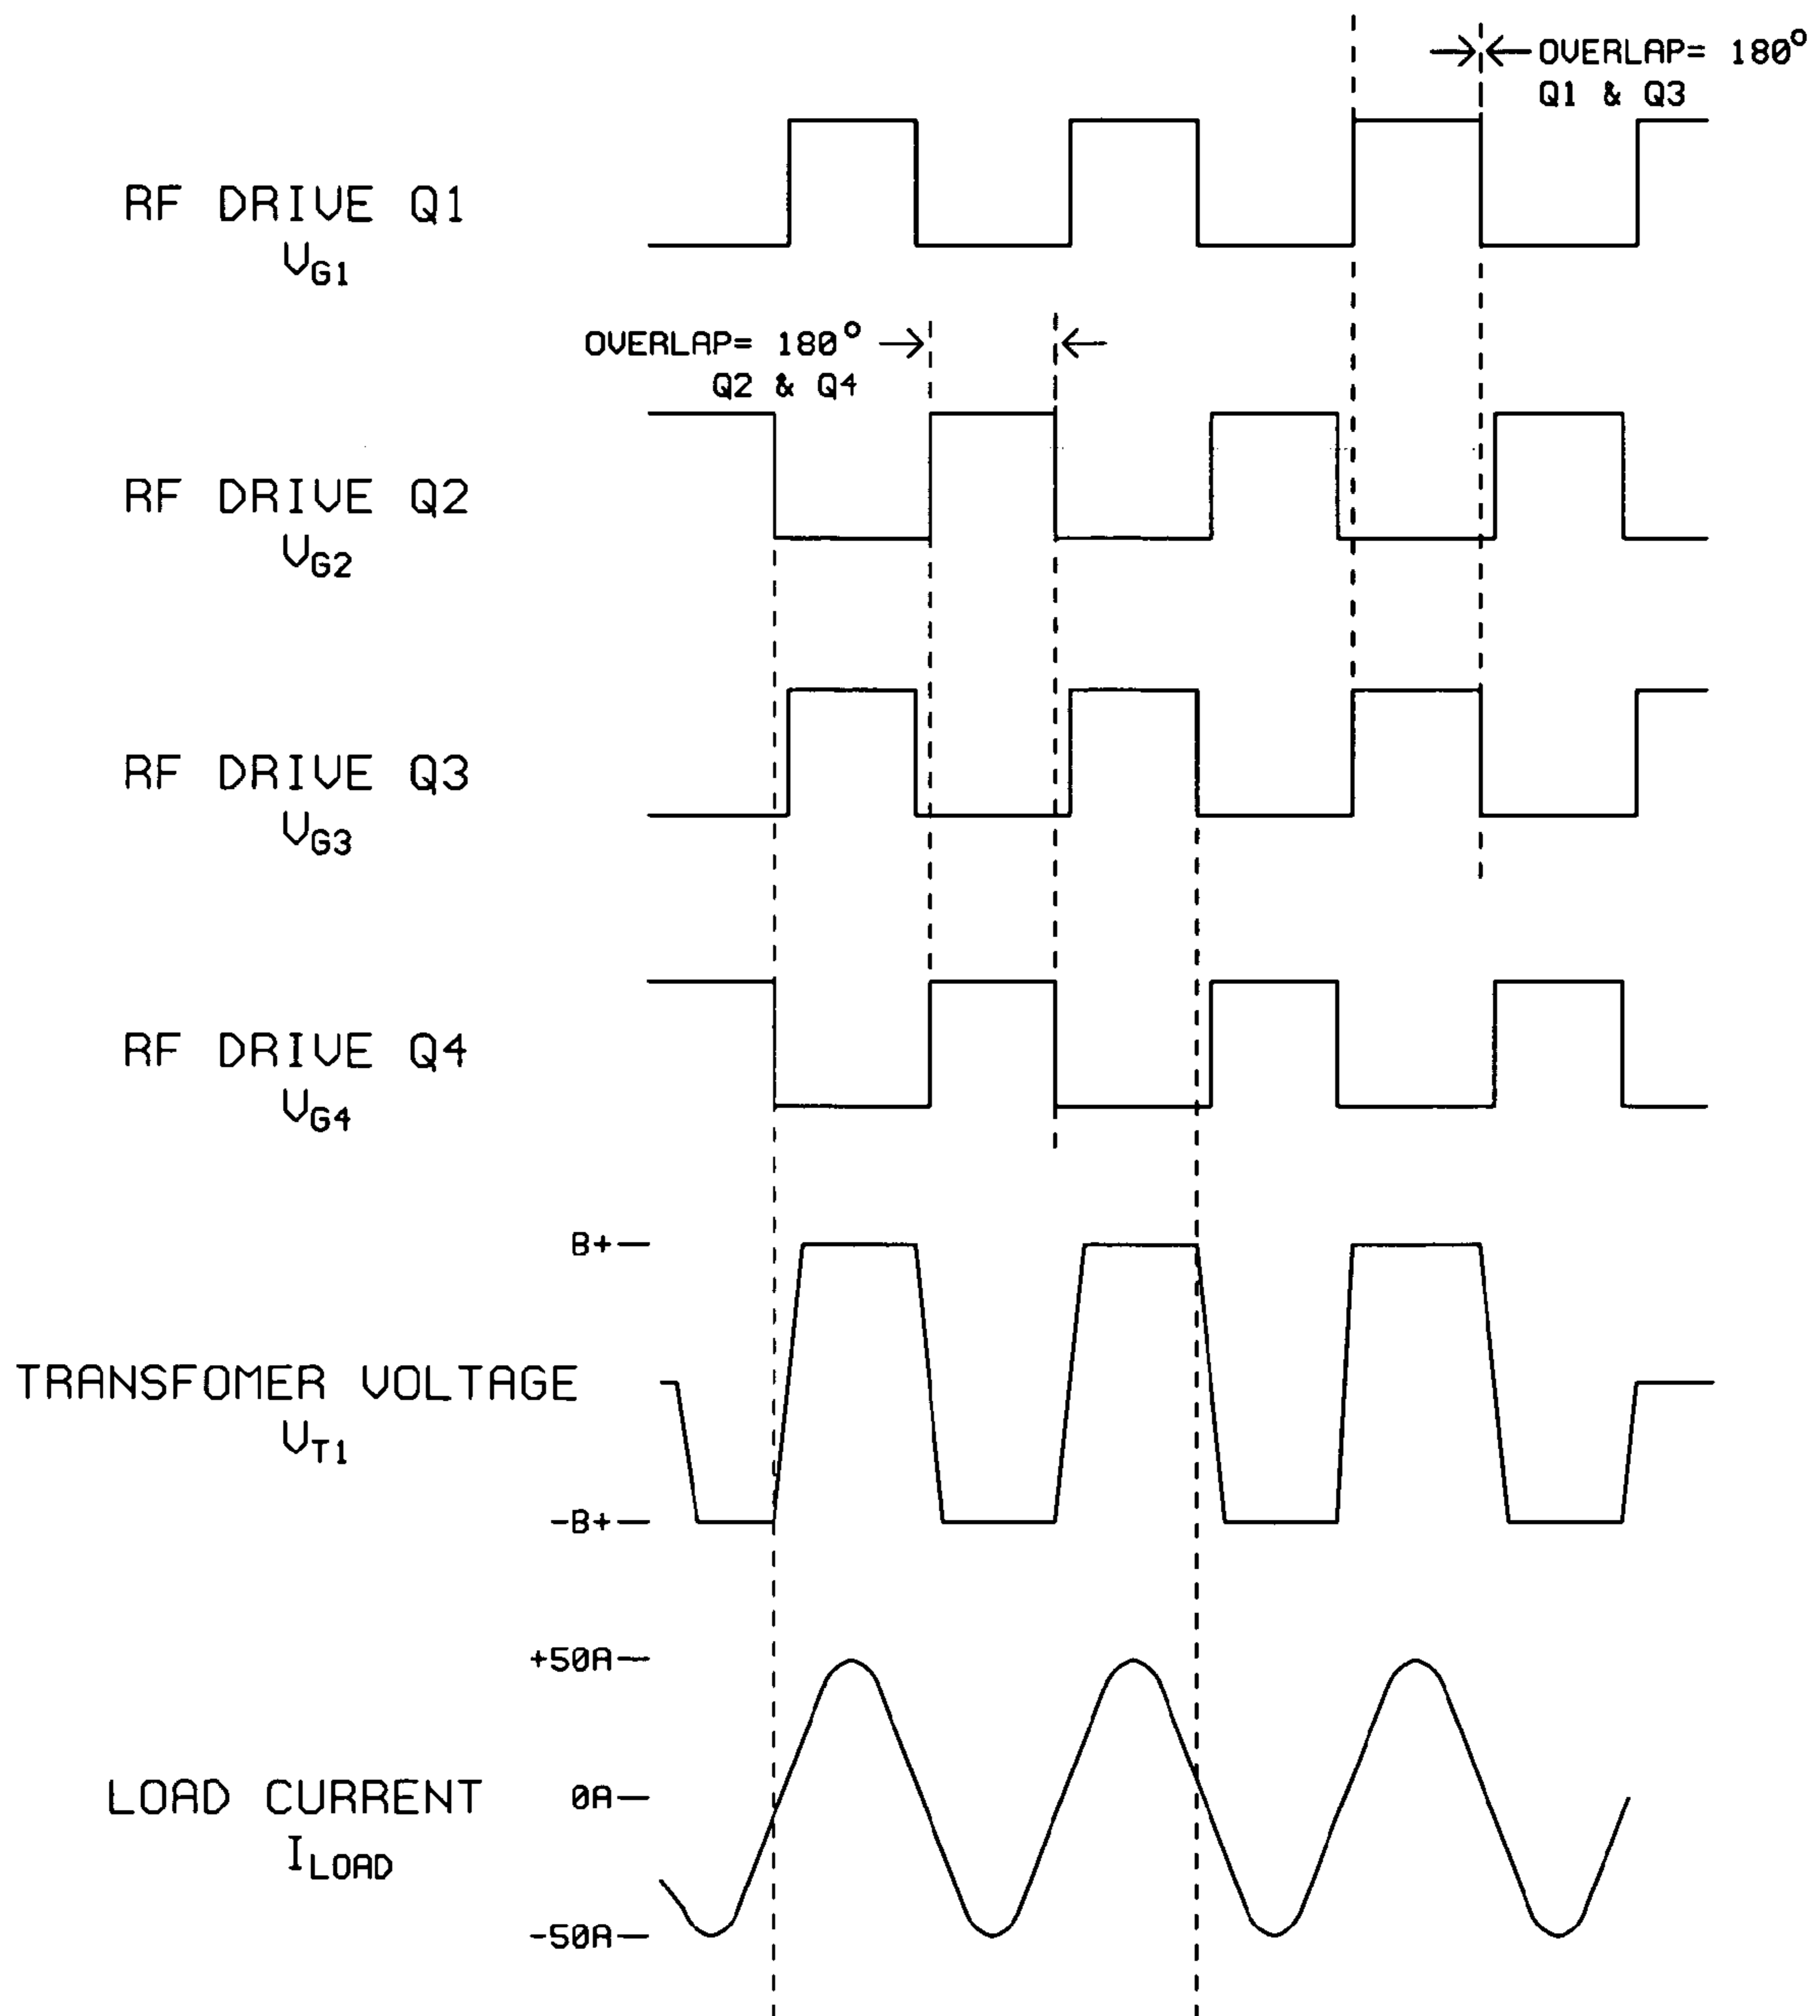 OVERLAP= 180°
Q1 & Q3
RF DRIVE Q1
VG1
OVERLAP= 180°
Q2 & Q4
RF DRIVE Q2
VG2
RF DRIVE Q3
VG3
RF DRIVE Q4
VG4
B+
TRANSFOMER VOLTAGE
VT1
-B+
+50A
LOAD CURRENT
0A
ILOAD
-50A